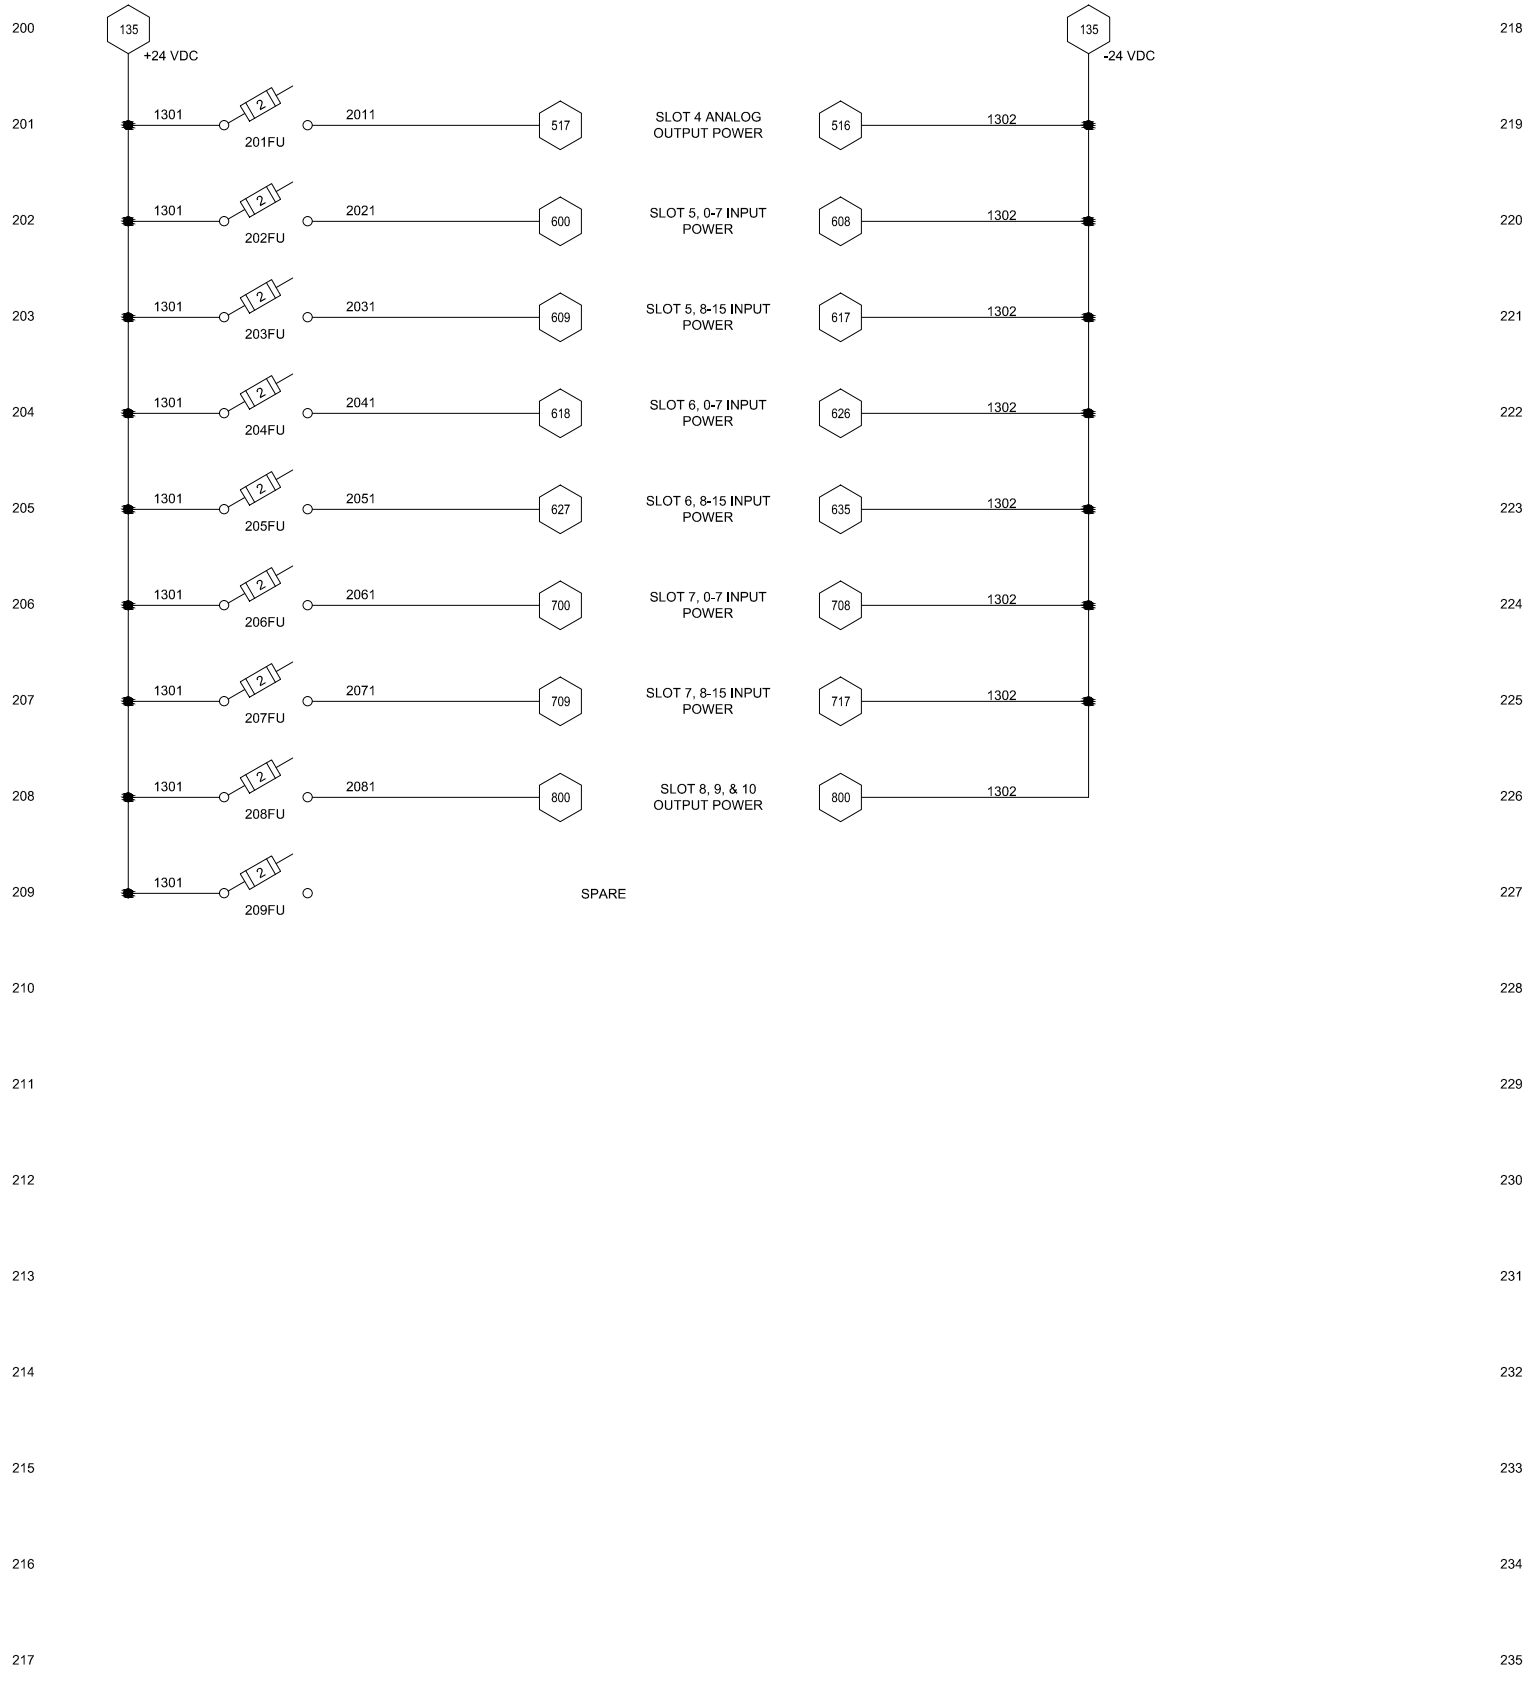 200 135 135 218
+24 VDC -24 VDC
201 1301 2 2011 517 SLOT 4 ANALOG 516 1302 219
201FU OUTPUT POWER
202 1301 2 2021 600 SLOT 5, 0-7 INPUT 608 1302 220
202FU POWER
203 1301 2 2031 609 SLOT 5, 8-15 INPUT 617 1302 221
203FU POWER
204 1301 2 2041 618 SLOT 6, 0-7 INPUT 626 1302 222
204FU POWER
205 1301 2 2051 627 SLOT 6, 8-15 INPUT 635 1302 223
205FU POWER
206 1301 2 2061 700 SLOT 7, 0-7 INPUT 708 1302 224
206FU POWER
207 1301 2 2071 709 SLOT 7, 8-15 INPUT 717 1302 225
207FU POWER
208 1301 2 2081 800 SLOT 8, 9, & 10 800 1302 226
208FU OUTPUT POWER
209 1301 2 SPARE 227
209FU
210 228
211 229
212 230
213 231
214 232
215 233
216 234
217 235